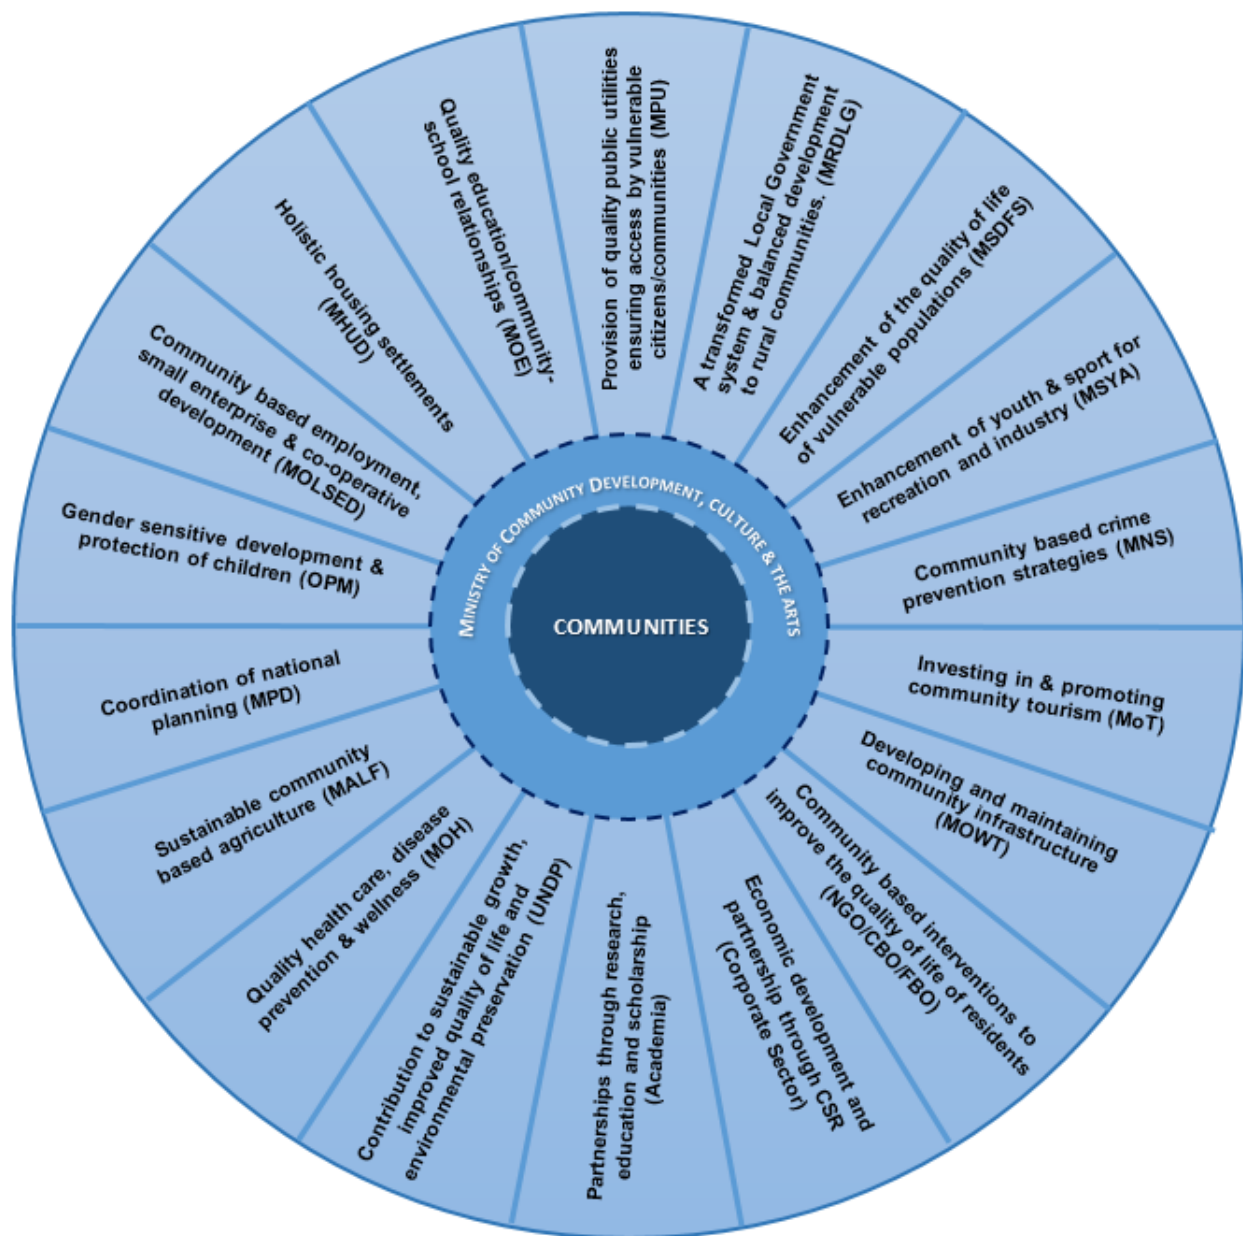 Provision of quality public utilities
ensuring access by vulnerable
citizens/communities (MPU)
A transformed Local Government
system & balanced development
to rural communities. (MRDLG)
Enhancement of the quality of life
of vulnerable populations (MSDFS)
Enhancement of youth & sport for
recreation and industry (MSYA)
Community based crime
prevention strategies (MNS)
Investing in & promoting
community tourism (MoT)
Developing and maintaining
community infrastructure
(MOWT)
Community based interventions to
improve the quality of life of residents
(NGO/CBO/FBO)
Economic development and
partnership through CSR
(Corporate Sector)
Partnerships through research,
education and scholarship
(Academia)
Contribution to sustainable growth,
improved quality of life and
environmental preservation (UNDP)
Quality health care, disease
prevention & wellness (MOH)
Sustainable community
based agriculture (MALF)
Coordination of national
planning (MPD)
Gender sensitive development &
protection of children (OPM)
Community based employment,
small enterprise & co-operative
development (MOLSED)
Holistic housing settlements
(MHUD)
Quality education/community-
school relationships (MOE)
MINISTRY OF COMMUNITY DEVELOPMENT, CULTURE & THE ARTS
COMMUNITIES